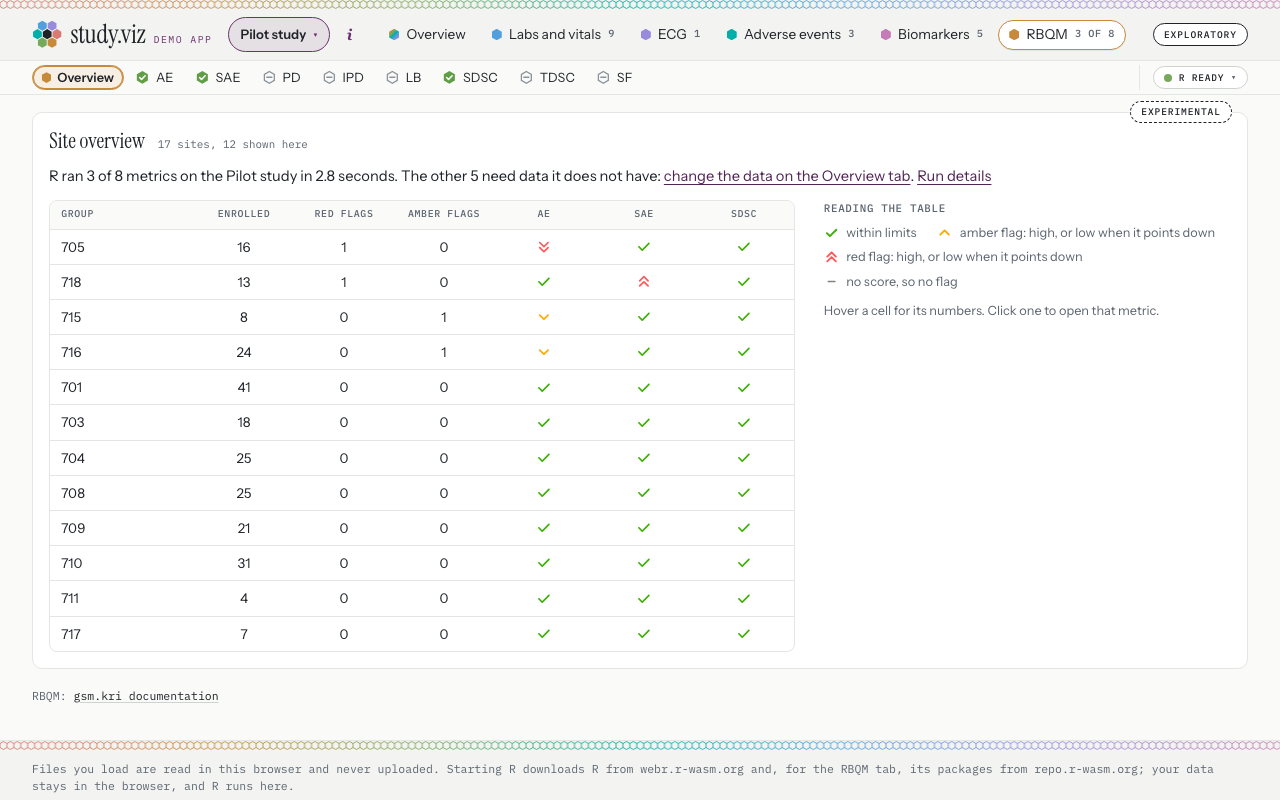 study.viz DEMO APP Pilot study ▾ i Overview Labs and vitals 9 ECG 1 Adverse events 3 Biomarkers 5 RBQM 3 OF 8 EXPLORATORY
Overview AE SAE PD IPD LB SDSC TDSC SF R READY ▾
EXPERIMENTAL
Site overview 17 sites, 12 shown here
R ran 3 of 8 metrics on the Pilot study in 2.8 seconds. The other 5 need data it does not have: change the data on the Overview tab. Run details
GROUP ENROLLED RED FLAGS AMBER FLAGS AE SAE SDSC
705 16 1 0
718 13 1 0
715 8 0 1
716 24 0 1
701 41 0 0
703 18 0 0
704 25 0 0
708 25 0 0
709 21 0 0
710 31 0 0
711 4 0 0
717 7 0 0
READING THE TABLE
within limits amber flag: high, or low when it points down
red flag: high, or low when it points down
no score, so no flag
Hover a cell for its numbers. Click one to open that metric.
RBQM: gsm.kri documentation
Files you load are read in this browser and never uploaded. Starting R downloads R from webr.r-wasm.org and, for the RBQM tab, its packages from repo.r-wasm.org; your data
stays in the browser, and R runs here.